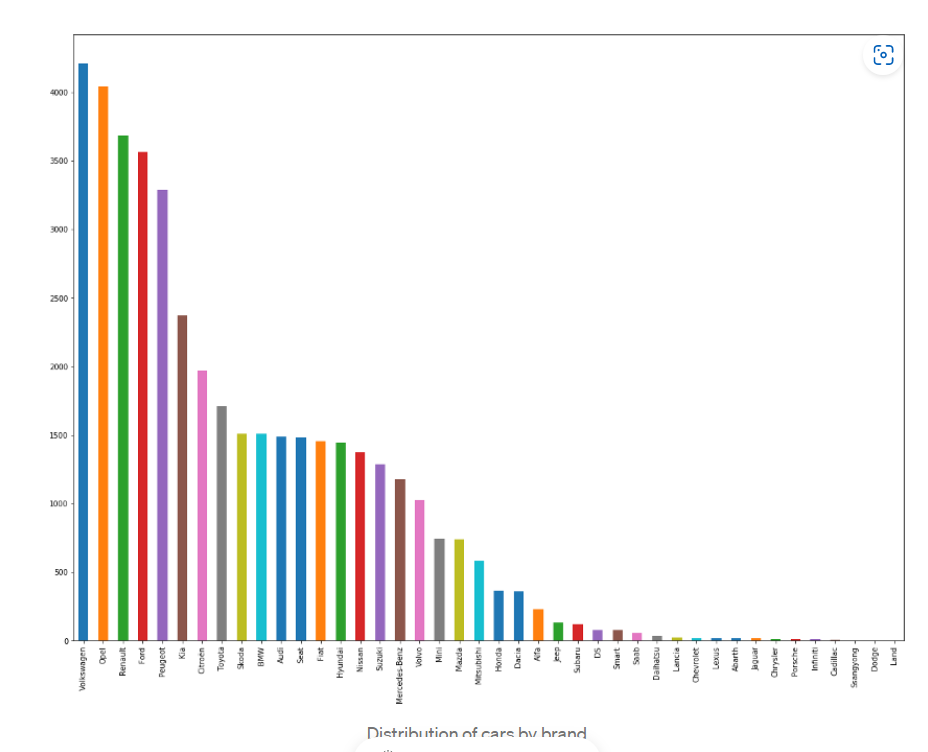 4000
3500
3000
2500
2000
1500
1000
500
0
Volkswagen
Opel
Renault
Ford
Peugeot
Kia
Citroen
Toyota
Skoda
BMW
Audi
Seat
Fiat
Hyundai
Nissan
Suzuki
Mercedes-Benz
Volvo
Mini
Mazda
Mitsubishi
Honda
Dacia
Alfa
Jeep
Subaru
DS
Smart
Saab
Daihatsu
Lancia
Chevrolet
Lexus
Abarth
Jaguar
Chrysler
Porsche
Infiniti
Cadillac
Ssangyong
Dodge
Land
Distribution of cars by brand